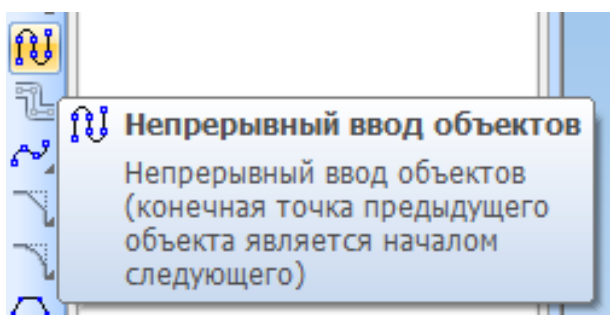 Непрерывный ввод объектов
Непрерывный ввод объектов
(конечная точка предыдущего
объекта является началом
следующего)